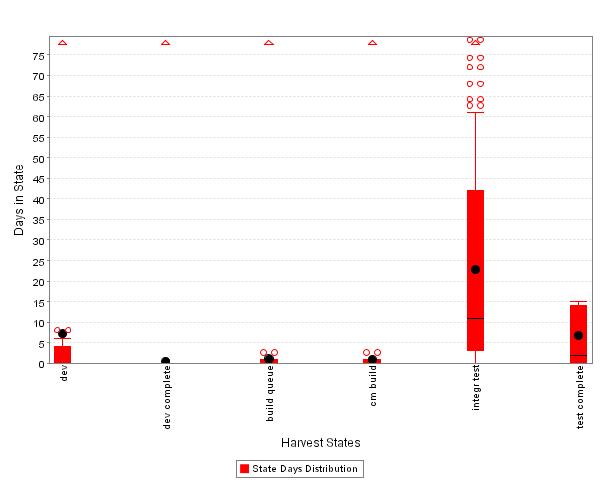 75
70
65
60
55
50
45
40
35
30
25
20
15
10
5
0
Days in State
dev
dev complete
build queue
cm build
integr test
test complete
Harvest States
State Days Distribution